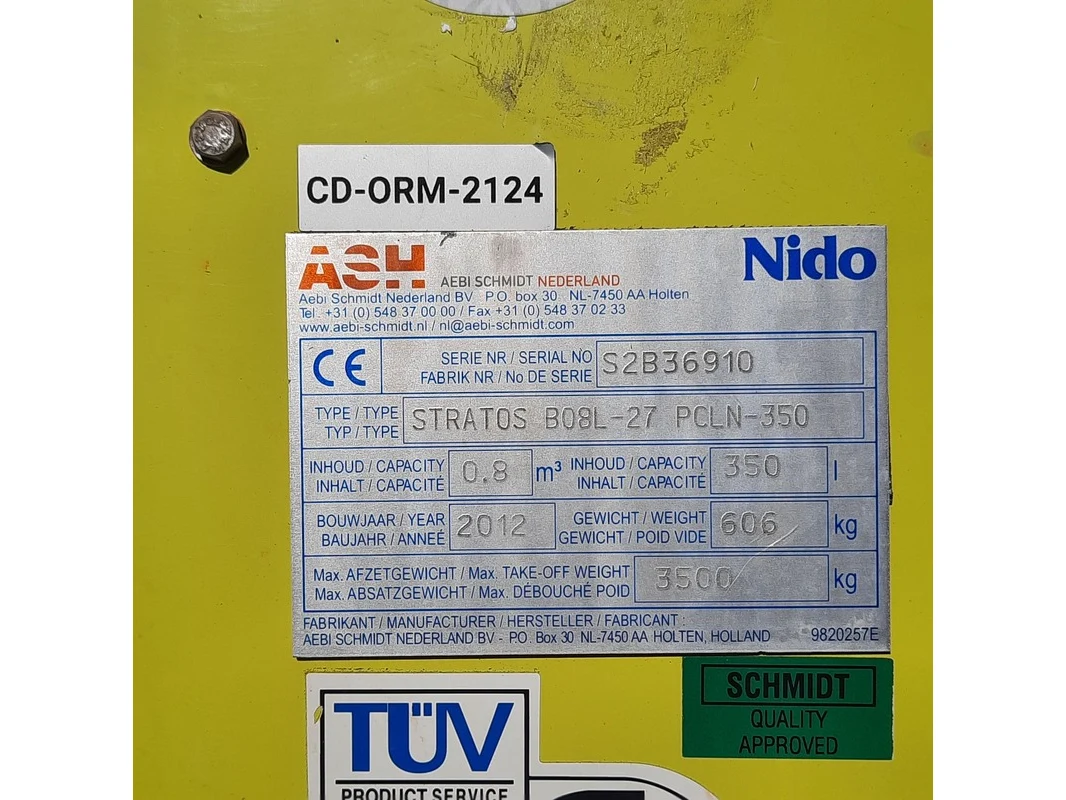 CD-ORM-2124
ASH AEBI SCHMIDT NEDERLAND
Nido
Aebi Schmidt Nederland BV P.O. box 30 NL-7450 AA Holten
Tel. +31 (0) 548 37 00 00 / Fax +31 (0) 548 37 02 33
www.aebi-schmidt.nl / nl@aebi-schmidt.com
CE
SERIE NR / SERIAL NO
FABRIK NR / No DE SERIE
S2B36910
TYPE / TYPE
TYP / TYPE
STRATOS B08L-27 PCLN-350
INHOUD / CAPACITY
INHALT / CAPACITÉ
0.8 m³
INHOUD / CAPACITY
INHALT / CAPACITÉ
350 l
BOUWJAAR / YEAR
BAUJAHR / ANNEÉ
2012
GEWICHT / WEIGHT
GEWICHT / POID VIDE
606 kg
Max. AFZETGEWICHT / Max. TAKE-OFF WEIGHT
Max. ABSATZGEWICHT / Max. DÉBOUCHÉ POID
3500 kg
FABRIKANT / MANUFACTURER / HERSTELLER / FABRICANT :
AEBI SCHMIDT NEDERLAND BV - P.O. Box 30 NL-7450 AA HOLTEN, HOLLAND 9820257E
SCHMIDT
QUALITY
APPROVED
TÜV
PRODUCT SERVICE